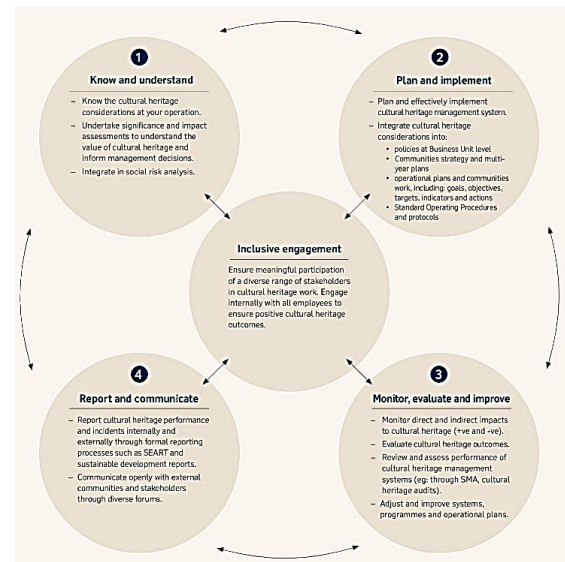 1
Know and understand
– Know the cultural heritage
considerations at your operation.
– Undertake significance and impact
assessments to understand the
value of cultural heritage and
inform management decisions.
– Integrate in social risk analysis.
2
Plan and implement
– Plan and effectively implement
cultural heritage management system.
– Integrate cultural heritage
considerations into:
• policies at Business Unit level
• Communities strategy and multi-
year plans
• operational plans and communities
work, including: goals, objectives,
targets, indicators and actions
• Standard Operating Procedures
and protocols
Inclusive engagement
Ensure meaningful participation
of a diverse range of stakeholders
in cultural heritage work. Engage
internally with all employees to
ensure positive cultural heritage
outcomes.
4
Report and communicate
– Report cultural heritage performance
and incidents internally and
externally through formal reporting
processes such as SEART and
sustainable development reports.
– Communicate openly with external
communities and stakeholders
through diverse forums.
3
Monitor, evaluate and improve
– Monitor direct and indirect impacts
to cultural heritage (+ve and -ve).
– Evaluate cultural heritage outcomes.
– Review and assess performance of
cultural heritage management
systems (eg: through SMA, cultural
heritage audits).
– Adjust and improve systems,
programmes and operational plans.